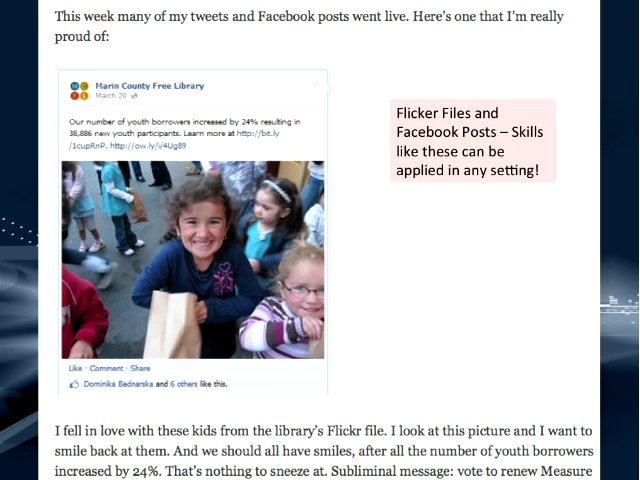 This week many of my tweets and Facebook posts went live. Here's one that I'm really
proud of:
Marin County Free Library
March 20
Our number of youth borrowers increased by 24% resulting in
38,886 new youth participants. Learn more at http://bit.ly
/1cupRnP. http://ow.ly/i/4Ug89
Flicker Files and
Facebook Posts – Skills
like these can be
applied in any setting!
Like · Comment · Share
Dominika Bednarska and 6 others like this.
I fell in love with these kids from the library's Flickr file. I look at this picture and I want to
smile back at them. And we should all have smiles, after all the number of youth borrowers
increased by 24%. That's nothing to sneeze at. Subliminal message: vote to renew Measure